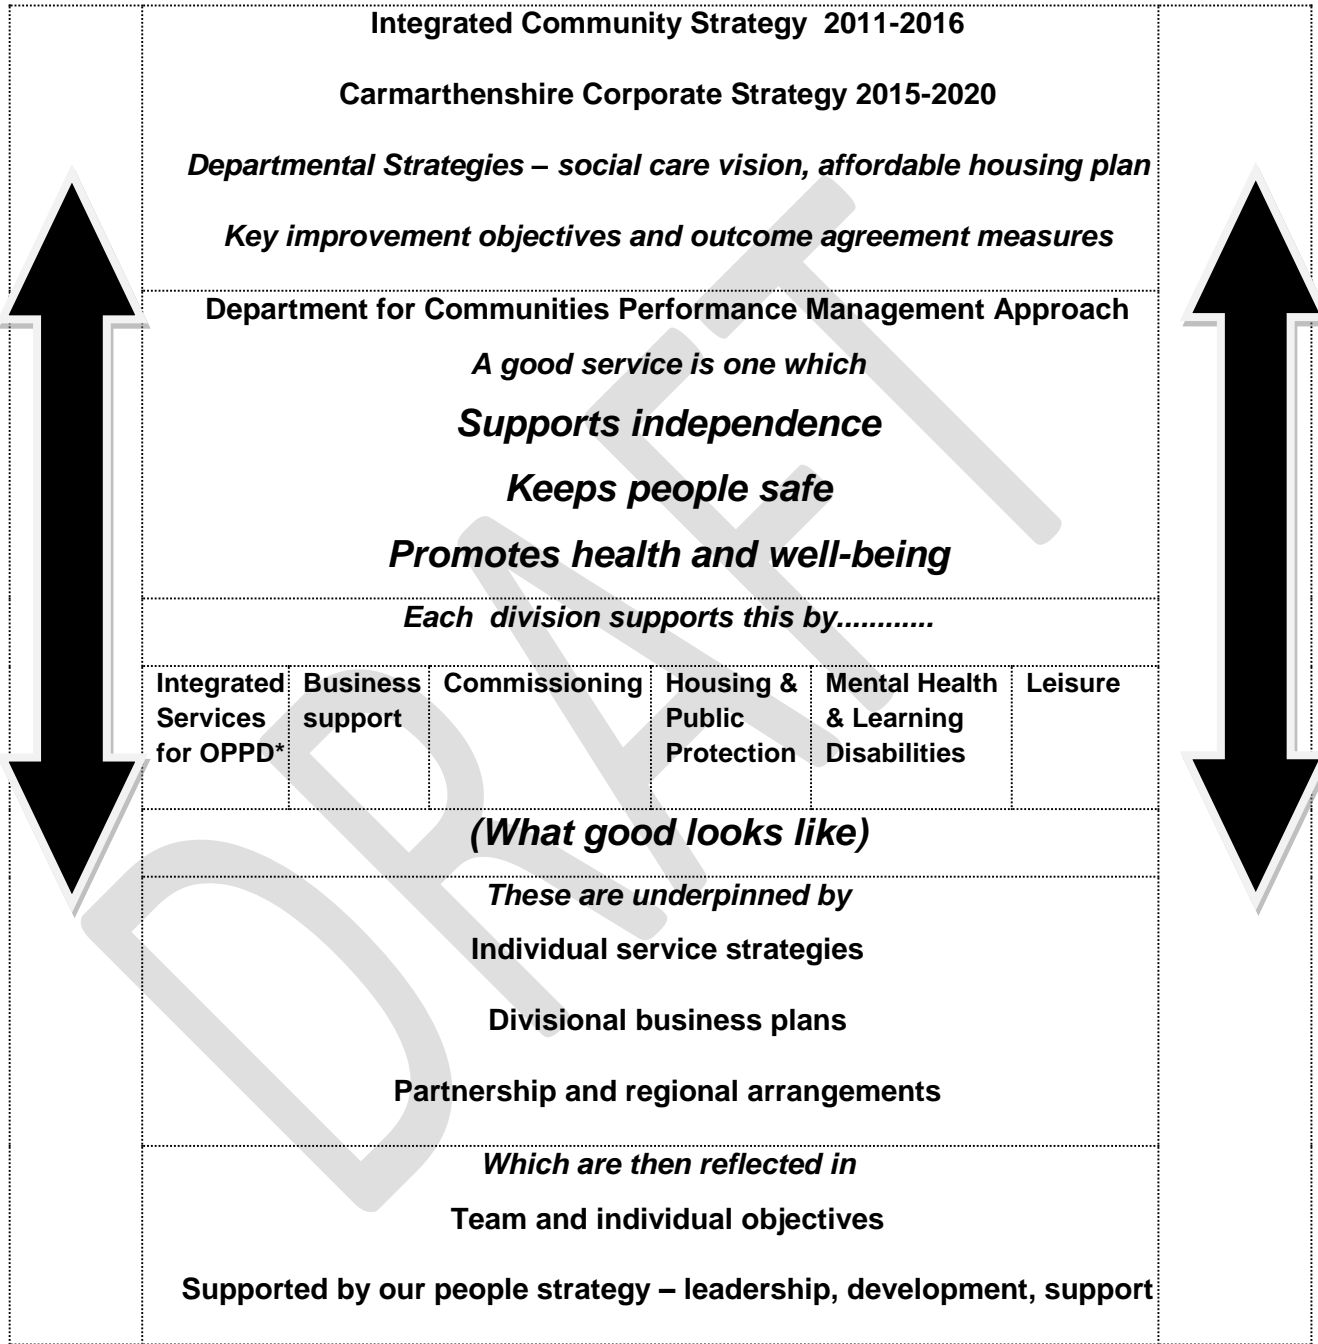 Integrated Community Strategy 2011-2016
Carmarthenshire Corporate Strategy 2015-2020
Departmental Strategies – social care vision, affordable housing plan
Key improvement objectives and outcome agreement measures
Department for Communities Performance Management Approach
A good service is one which
Supports independence
Keeps people safe
Promotes health and well-being
Each division supports this by............
Integrated
Services
for OPPD*
Business
support
Commissioning
Housing &
Public
Protection
Mental Health
& Learning
Disabilities
Leisure
(What good looks like)
These are underpinned by
Individual service strategies
Divisional business plans
Partnership and regional arrangements
Which are then reflected in
Team and individual objectives
Supported by our people strategy – leadership, development, support
DRAFT